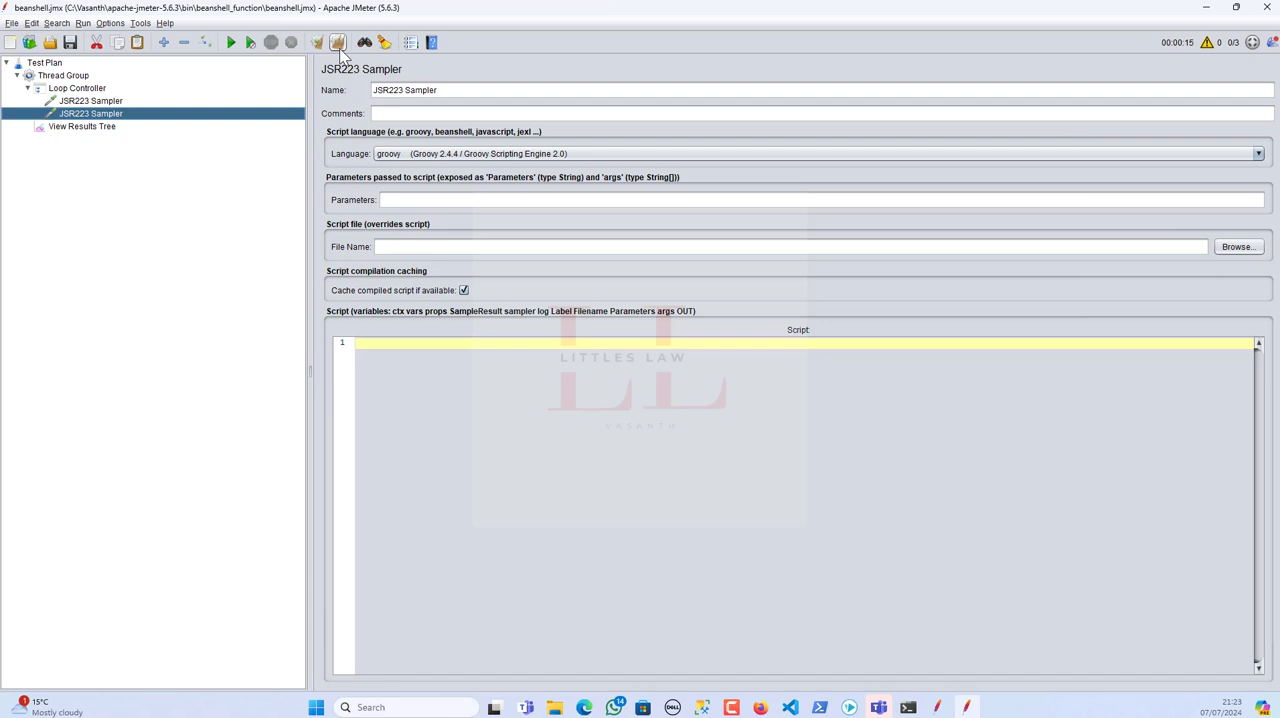 beanshell.jmx (C:\Vasanth\apache-jmeter-5.6.3\bin\beanshell_function\beanshell.jmx) - Apache JMeter (5.6.3)
File Edit Search Run Options Tools Help
00:00:15 0 0/3
Test Plan
Thread Group
Loop Controller
JSR223 Sampler
JSR223 Sampler
View Results Tree
JSR223 Sampler
Name: JSR223 Sampler
Comments:
Script language (e.g. groovy, beanshell, javascript, jexl ...)
Language: groovy (Groovy 2.4.4 / Groovy Scripting Engine 2.0)
Parameters passed to script (exposed as 'Parameters' (type String) and 'args' (type String[]))
Parameters:
Script file (overrides script)
File Name: Browse...
Script compilation caching
Cache compiled script if available:
Script (variables: ctx vars props SampleResult sampler log Label Filename Parameters args OUT)
Script:
1
LL
LITTLES LAW
VASANTH
1 15°C
Mostly cloudy
Search
14
DELL
21:23
07/07/2024